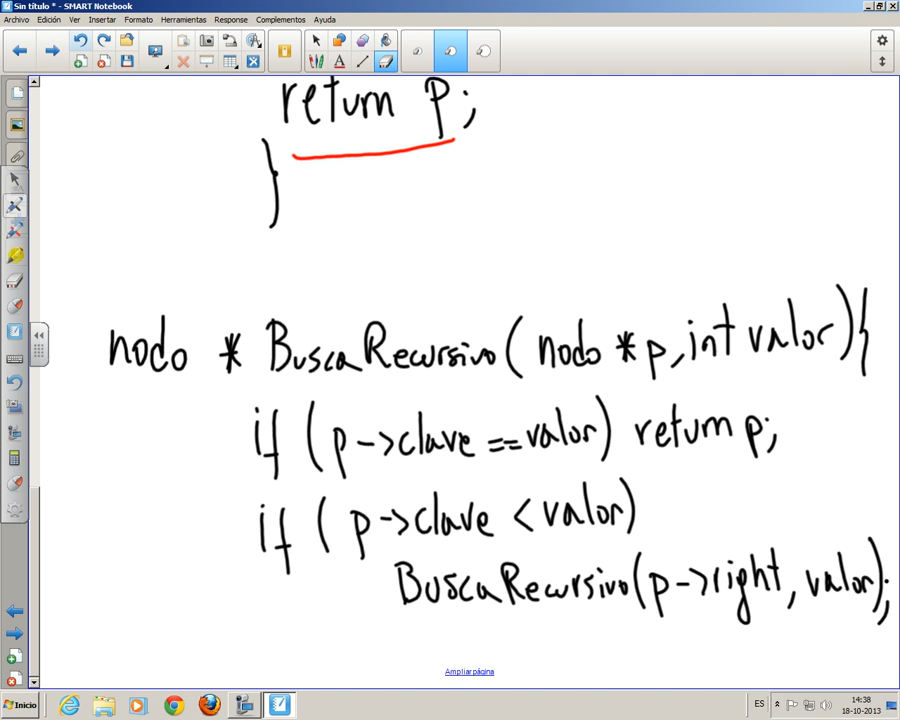 Sin título * - SMART Notebook
Archivo Edición Ver Insertar Formato Herramientas Response Complementos Ayuda
return p;
}
nodo * BuscaRecursivo(nodo *p, int valor){
if (p->clave ==valor) return p;
if (p->clave < valor)
BuscaRecursivo(p->right, valor);
Ampliar página
Inicio
ES
14:38
18-10-2013